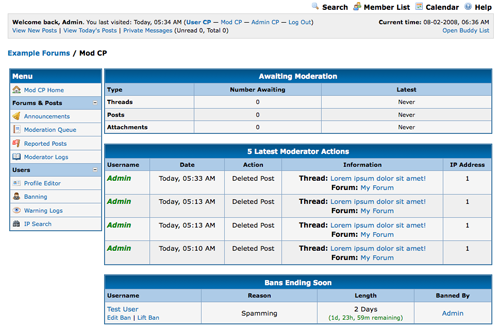 Search Member List Calendar Help
Welcome back, Admin. You last visited: Today, 05:34 AM (User CP — Mod CP — Admin CP — Log Out) Current time: 08-02-2008, 06:36 AM
View New Posts | View Today's Posts | Private Messages (Unread 0, Total 0) Open Buddy List
Example Forums / Mod CP
Menu
Mod CP Home
Forums & Posts
Announcements
Moderation Queue
Reported Posts
Moderator Logs
Users
Profile Editor
Banning
Warning Logs
IP Search
Awaiting Moderation
Type Number Awaiting Latest
Threads 0 Never
Posts 0 Never
Attachments 0 Never
5 Latest Moderator Actions
Username Date Action Information IP Address
Admin Today, 05:33 AM Deleted Post Thread: Lorem ipsum dolor sit amet! 1
Forum: My Forum
Admin Today, 05:13 AM Deleted Post Thread: Lorem ipsum dolor sit amet! 1
Forum: My Forum
Admin Today, 05:13 AM Deleted Post Thread: Lorem ipsum dolor sit amet! 1
Forum: My Forum
Admin Today, 05:10 AM Deleted Post Thread: Lorem ipsum dolor sit amet! 1
Forum: My Forum
Bans Ending Soon
Username Reason Length Banned By
Test User Spamming 2 Days Admin
Edit Ban | Lift Ban (1d, 23h, 59m remaining)